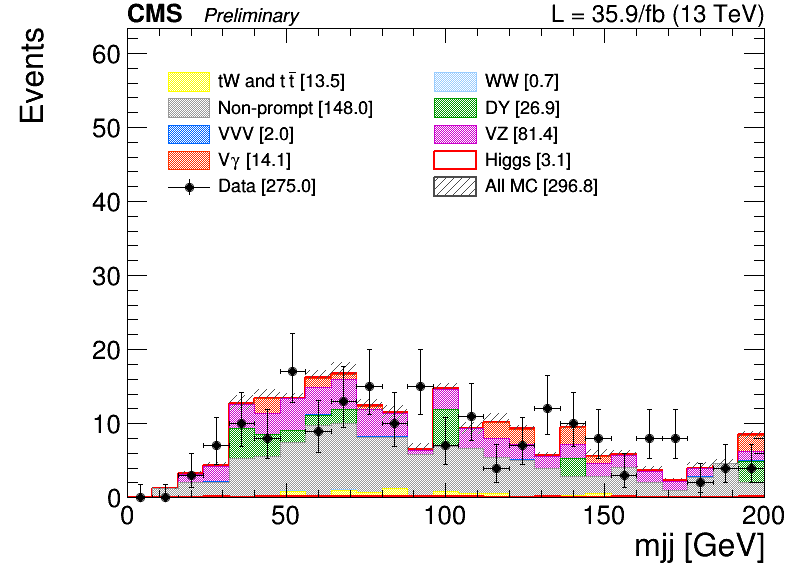 CMS Preliminary L = 35.9/fb (13 TeV)
Events
60
50
40
30
20
10
0
tW and t t̄ [13.5]
Non-prompt [148.0]
VVV [2.0]
Vγ [14.1]
Data [275.0]
WW [0.7]
DY [26.9]
VZ [81.4]
Higgs [3.1]
All MC [296.8]
0 50 100 150 200
mjj [GeV]